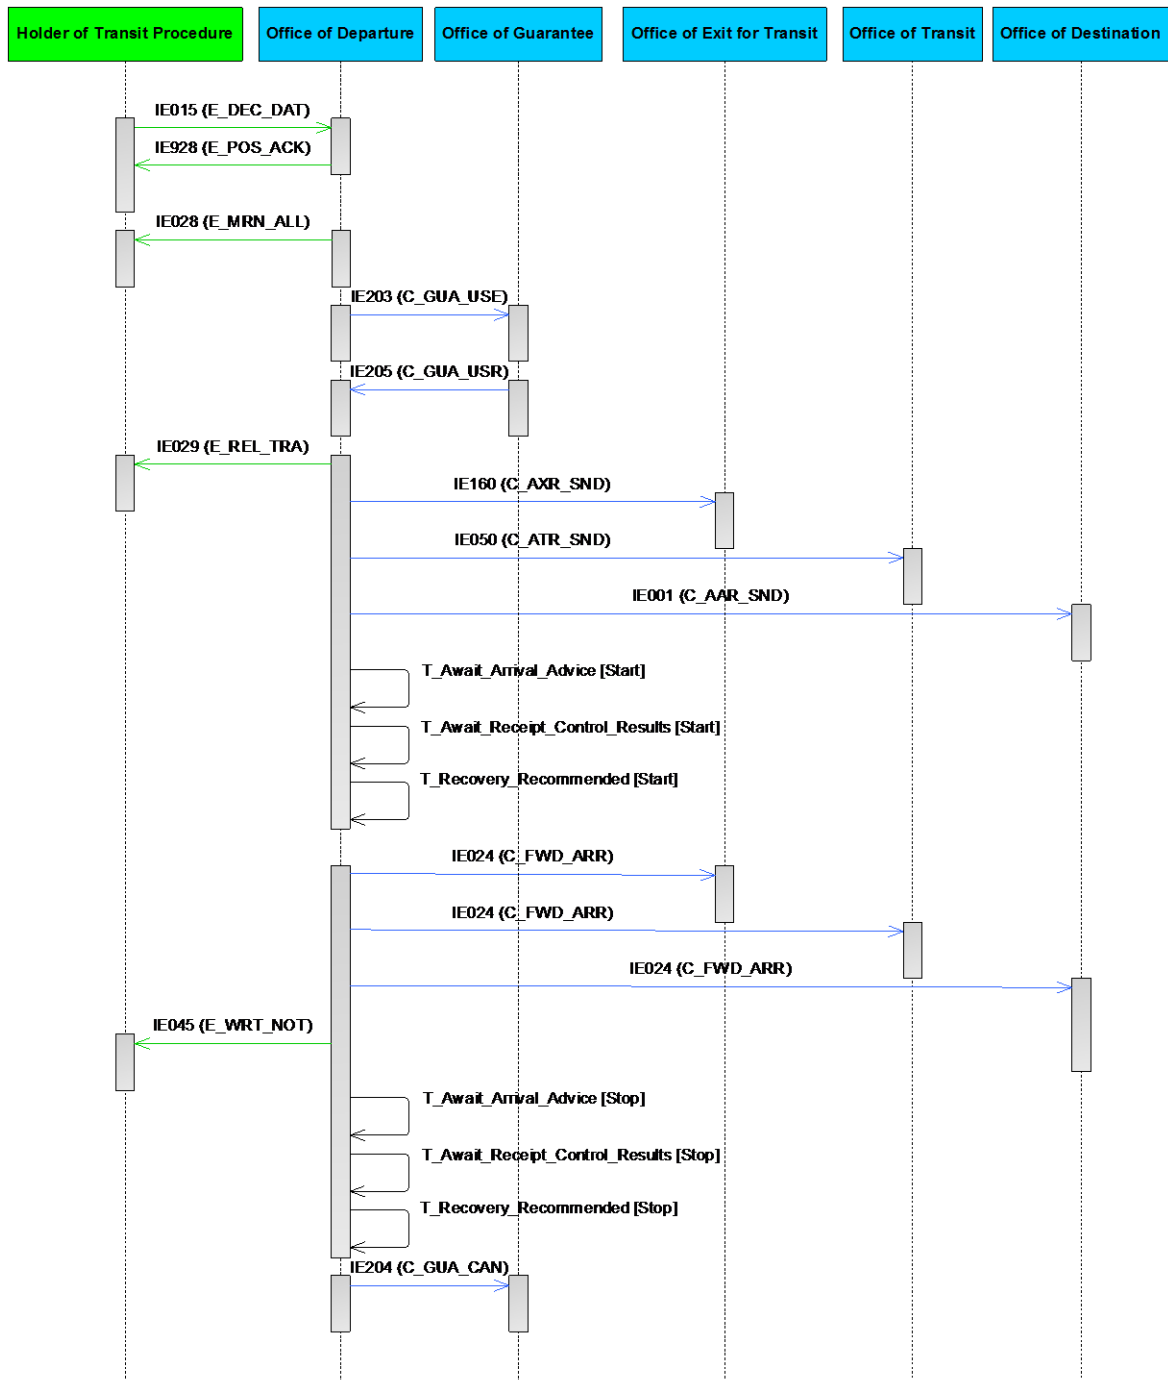 Holder of Transit Procedure
Office of Departure
Office of Guarantee
Office of Exit for Transit
Office of Transit
Office of Destination
IE015 (E_DEC_DAT)
IE928 (E_POS_ACK)
IE028 (E_MRN_ALL)
IE203 (C_GUA_USE)
IE205 (C_GUA_USR)
IE029 (E_REL_TRA)
IE160 (C_AXR_SND)
IE050 (C_ATR_SND)
IE001 (C_AAR_SND)
T_Await_Arrival_Advice [Start]
T_Await_Receipt_Control_Results [Start]
T_Recovery_Recommended [Start]
IE024 (C_FWD_ARR)
IE024 (C_FWD_ARR)
IE024 (C_FWD_ARR)
IE045 (E_WRT_NOT)
T_Await_Arrival_Advice [Stop]
T_Await_Receipt_Control_Results [Stop]
T_Recovery_Recommended [Stop]
IE204 (C_GUA_CAN)